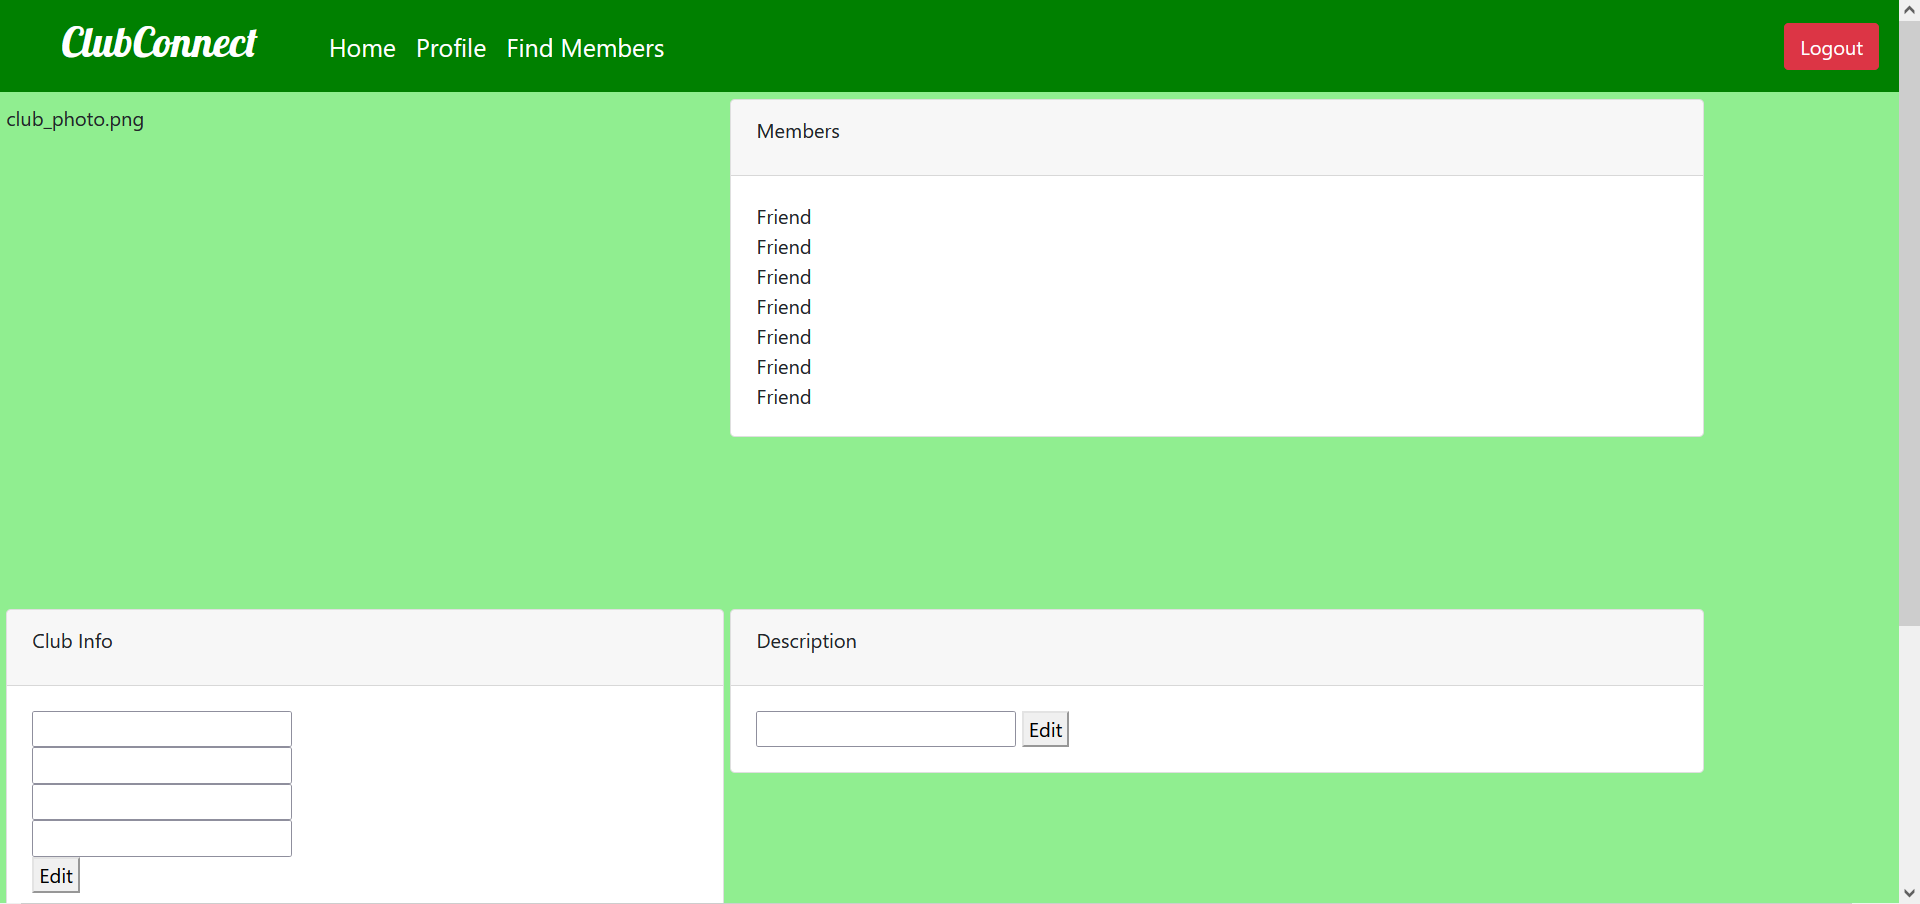 ClubConnect Home Profile Find Members Logout
club_photo.png
Members
Friend
Friend
Friend
Friend
Friend
Friend
Friend
Club Info
Edit
Description
Edit